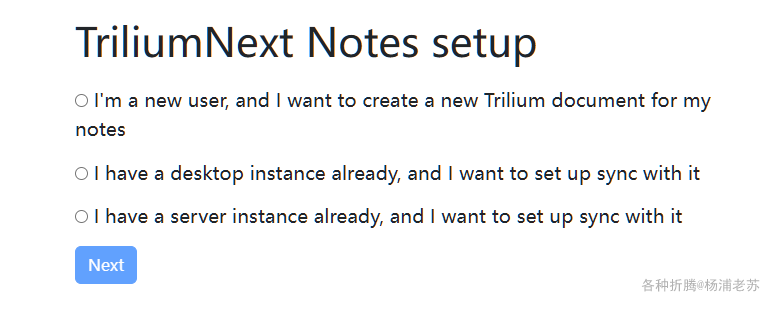 TriliumNext Notes setup
I'm a new user, and I want to create a new Trilium document for my
notes
I have a desktop instance already, and I want to set up sync with it
I have a server instance already, and I want to set up sync with it
Next
各种折腾@杨浦老苏